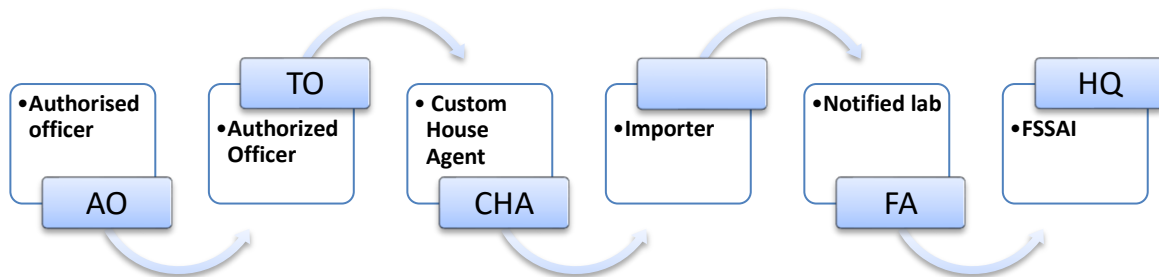 •Authorised
officer
AO
TO
•Authorized
Officer
• Custom
House
Agent
CHA
•Importer
•Notified lab
FA
HQ
•FSSAI